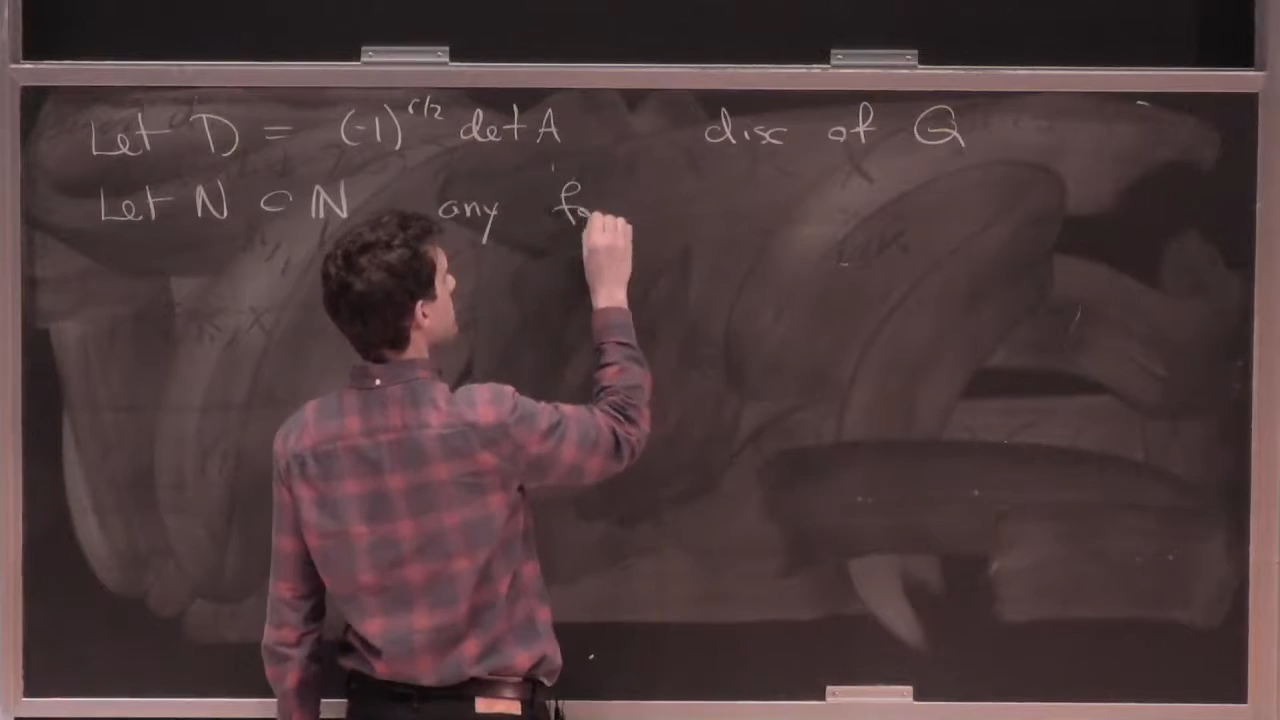 Let D = (-1)^{r/2} det A disc of Q
Let N ⊂ ℕ any